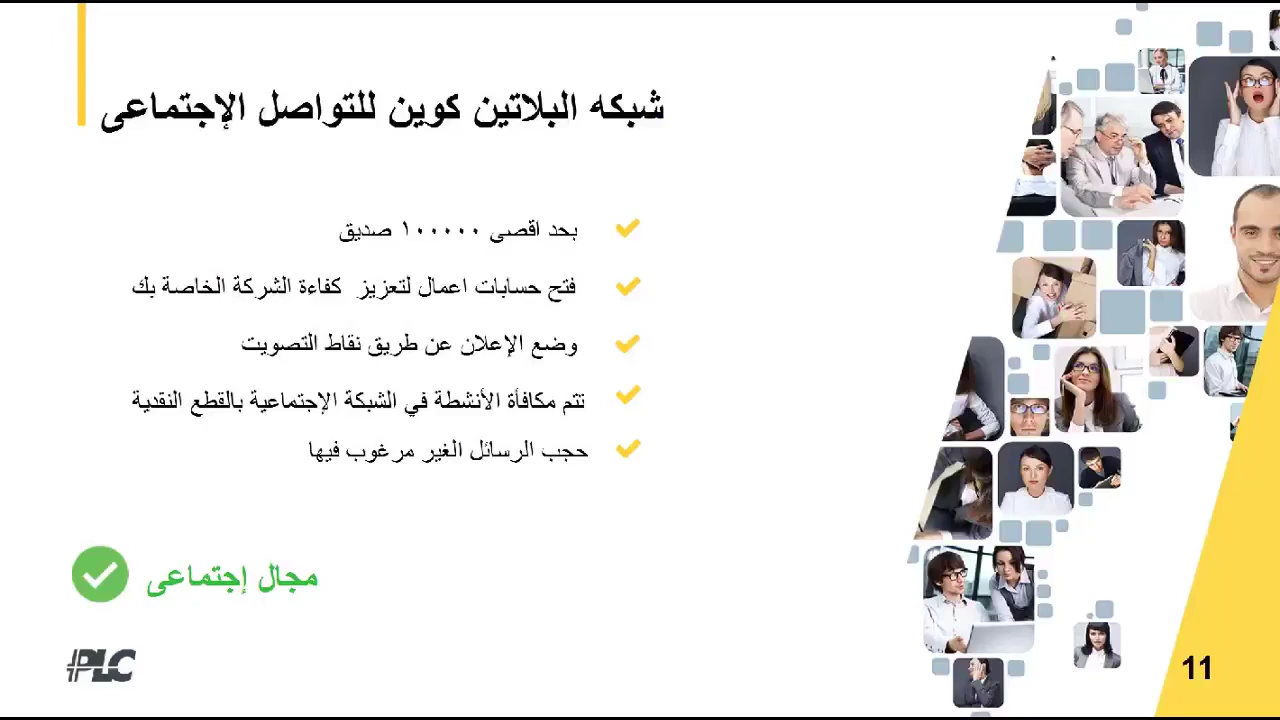 شبكه البلاتين كوين للتواصل الإجتماعى
بحد اقصى ١٠٠٠٠٠ صديق
فتح حسابات اعمال لتعزيز كفاءة الشركة الخاصة بك
وضع الإعلان عن طريق نقاط التصويت
تتم مكافأة الأنشطة في الشبكة الإجتماعية بالقطع النقدية
حجب الرسائل الغير مرغوب فيها
مجال إجتماعى
PLC
11